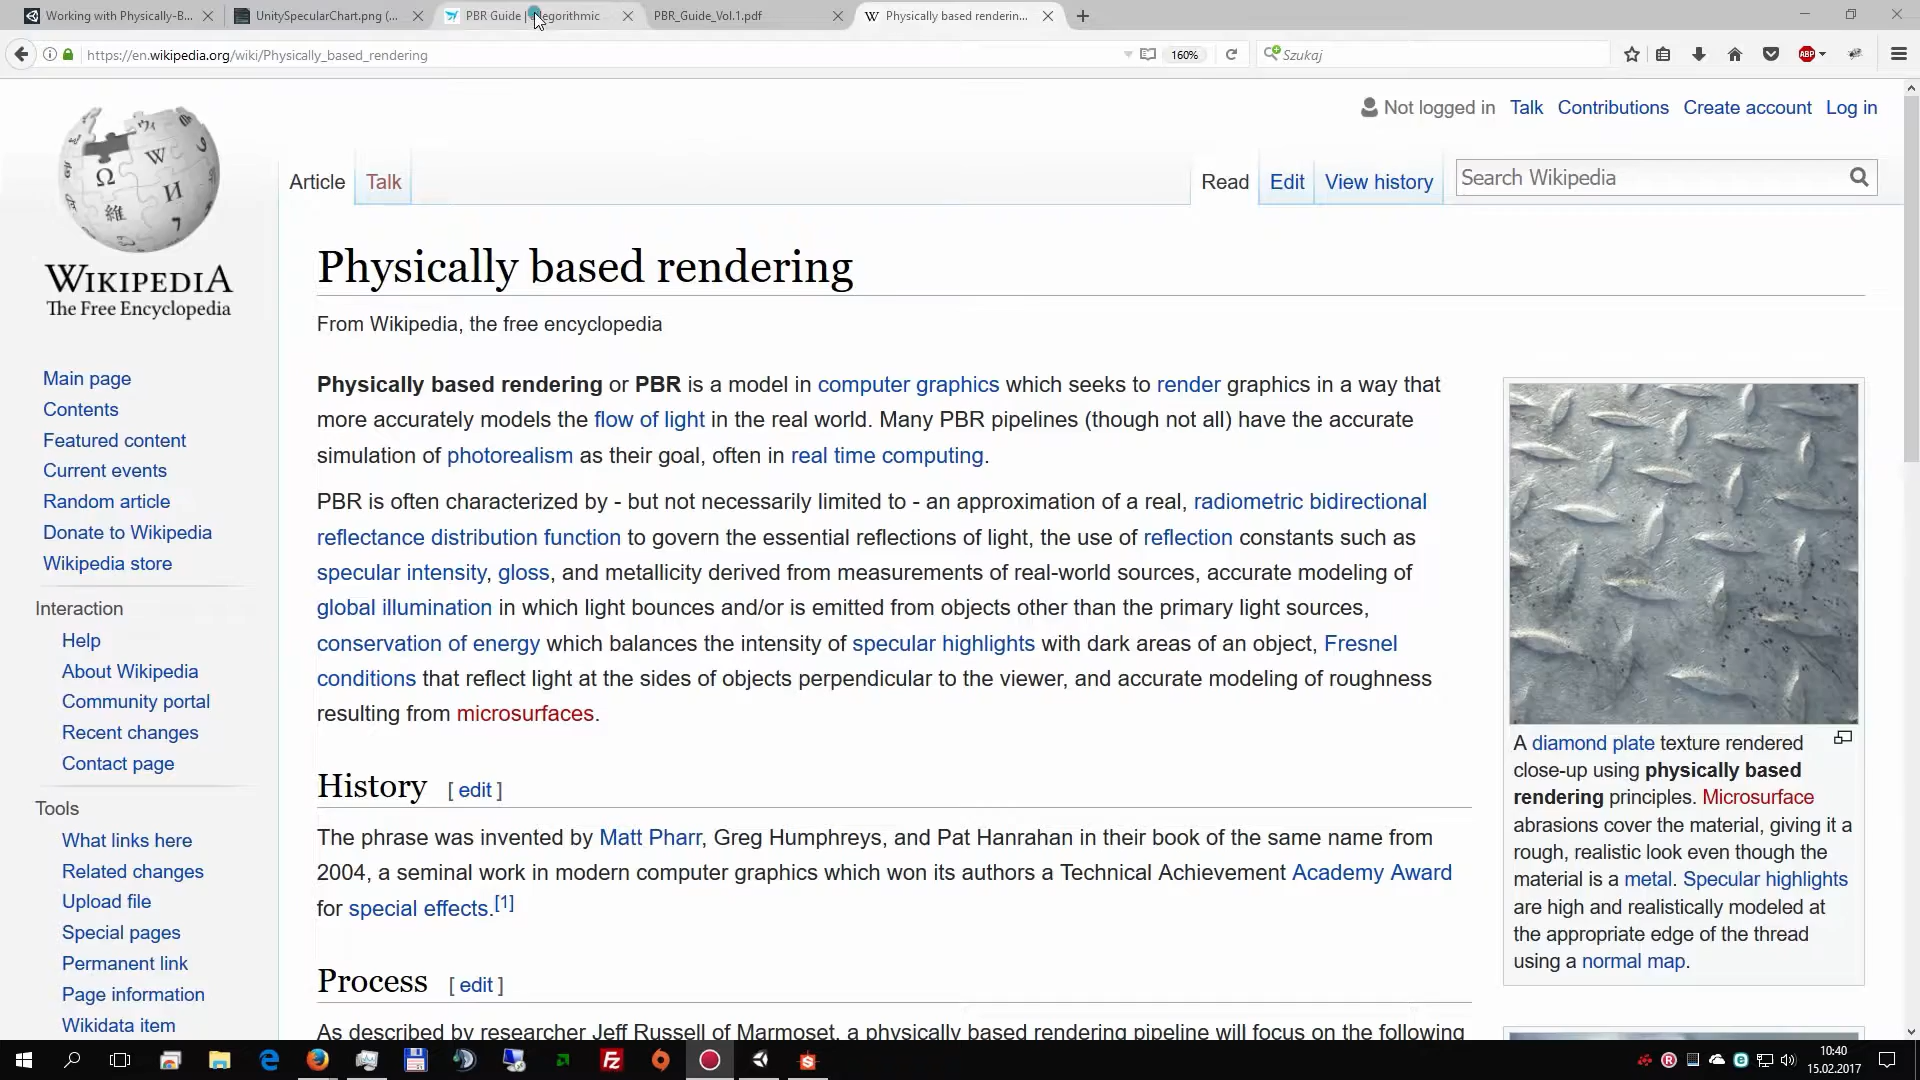 Working with Physically-B...
UnitySpecularChart.png (...
PBR Guide | Allegorithmic
PBR_Guide_Vol.1.pdf
Physically based renderin...
https://en.wikipedia.org/wiki/Physically_based_rendering
160%
Szukaj
ABP
Not logged in
Talk
Contributions
Create account
Log in
Article
Talk
Read
Edit
View history
Search Wikipedia
WIKIPEDIA
The Free Encyclopedia
Main page
Contents
Featured content
Current events
Random article
Donate to Wikipedia
Wikipedia store
Interaction
Help
About Wikipedia
Community portal
Recent changes
Contact page
Tools
What links here
Related changes
Upload file
Special pages
Permanent link
Page information
Wikidata item
Physically based rendering
From Wikipedia, the free encyclopedia
Physically based rendering or PBR is a model in computer graphics which seeks to render graphics in a way that
more accurately models the flow of light in the real world. Many PBR pipelines (though not all) have the accurate
simulation of photorealism as their goal, often in real time computing.
PBR is often characterized by - but not necessarily limited to - an approximation of a real, radiometric bidirectional
reflectance distribution function to govern the essential reflections of light, the use of reflection constants such as
specular intensity, gloss, and metallicity derived from measurements of real-world sources, accurate modeling of
global illumination in which light bounces and/or is emitted from objects other than the primary light sources,
conservation of energy which balances the intensity of specular highlights with dark areas of an object, Fresnel
conditions that reflect light at the sides of objects perpendicular to the viewer, and accurate modeling of roughness
resulting from microsurfaces.
History [ edit ]
The phrase was invented by Matt Pharr, Greg Humphreys, and Pat Hanrahan in their book of the same name from
2004, a seminal work in modern computer graphics which won its authors a Technical Achievement Academy Award
for special effects.[1]
Process [ edit ]
As described by researcher Jeff Russell of Marmoset, a physically based rendering pipeline will focus on the following
A diamond plate texture rendered
close-up using physically based
rendering principles. Microsurface
abrasions cover the material, giving it a
rough, realistic look even though the
material is a metal. Specular highlights
are high and realistically modeled at
the appropriate edge of the thread
using a normal map.
10:40
15.02.2017